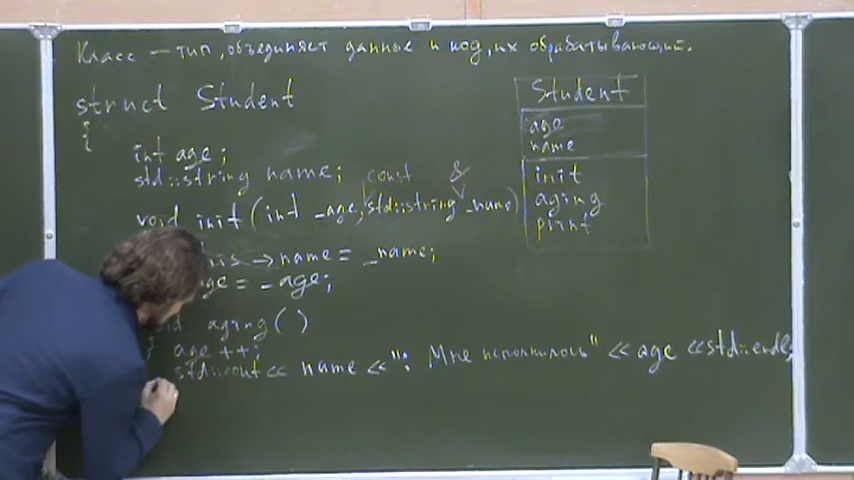 Класс — тип, объединяет данные и код, их обрабатывающий.
struct Student
{
int age;
std::string name;
const &
void init(int _age, std::string _name)
this -> name = _name;
age = _age;
void aging()
{ age ++;
std::cout << name << ": Мне исполнилось" << age << std::endl;
Student
age
name
init
aging
print